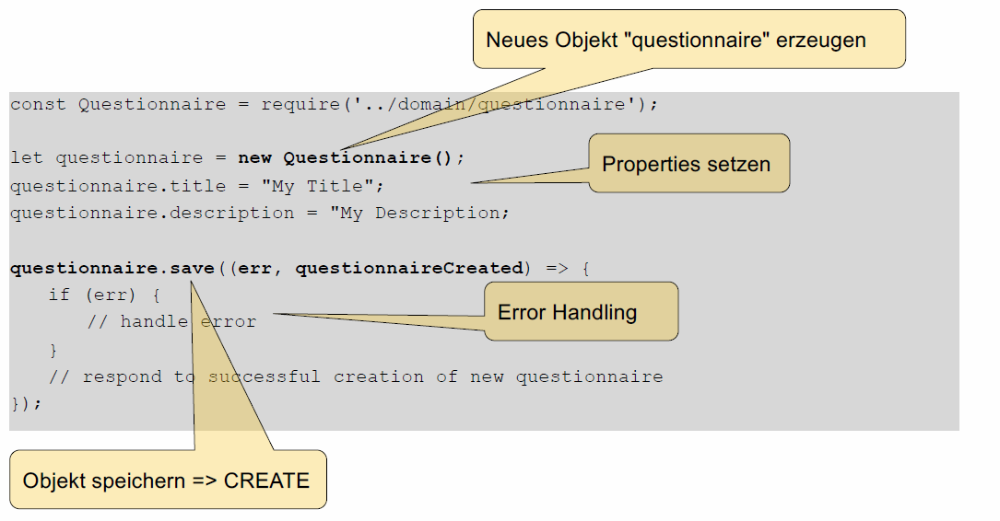 Neues Objekt "questionnaire" erzeugen
const Questionnaire = require('../domain/questionnaire');
let questionnaire = new Questionnaire();
Properties setzen
questionnaire.title = "My Title";
questionnaire.description = "My Description;
questionnaire.save((err, questionnaireCreated) => {
if (err) {
Error Handling
// handle error
}
// respond to successful creation of new questionnaire
});
Objekt speichern => CREATE